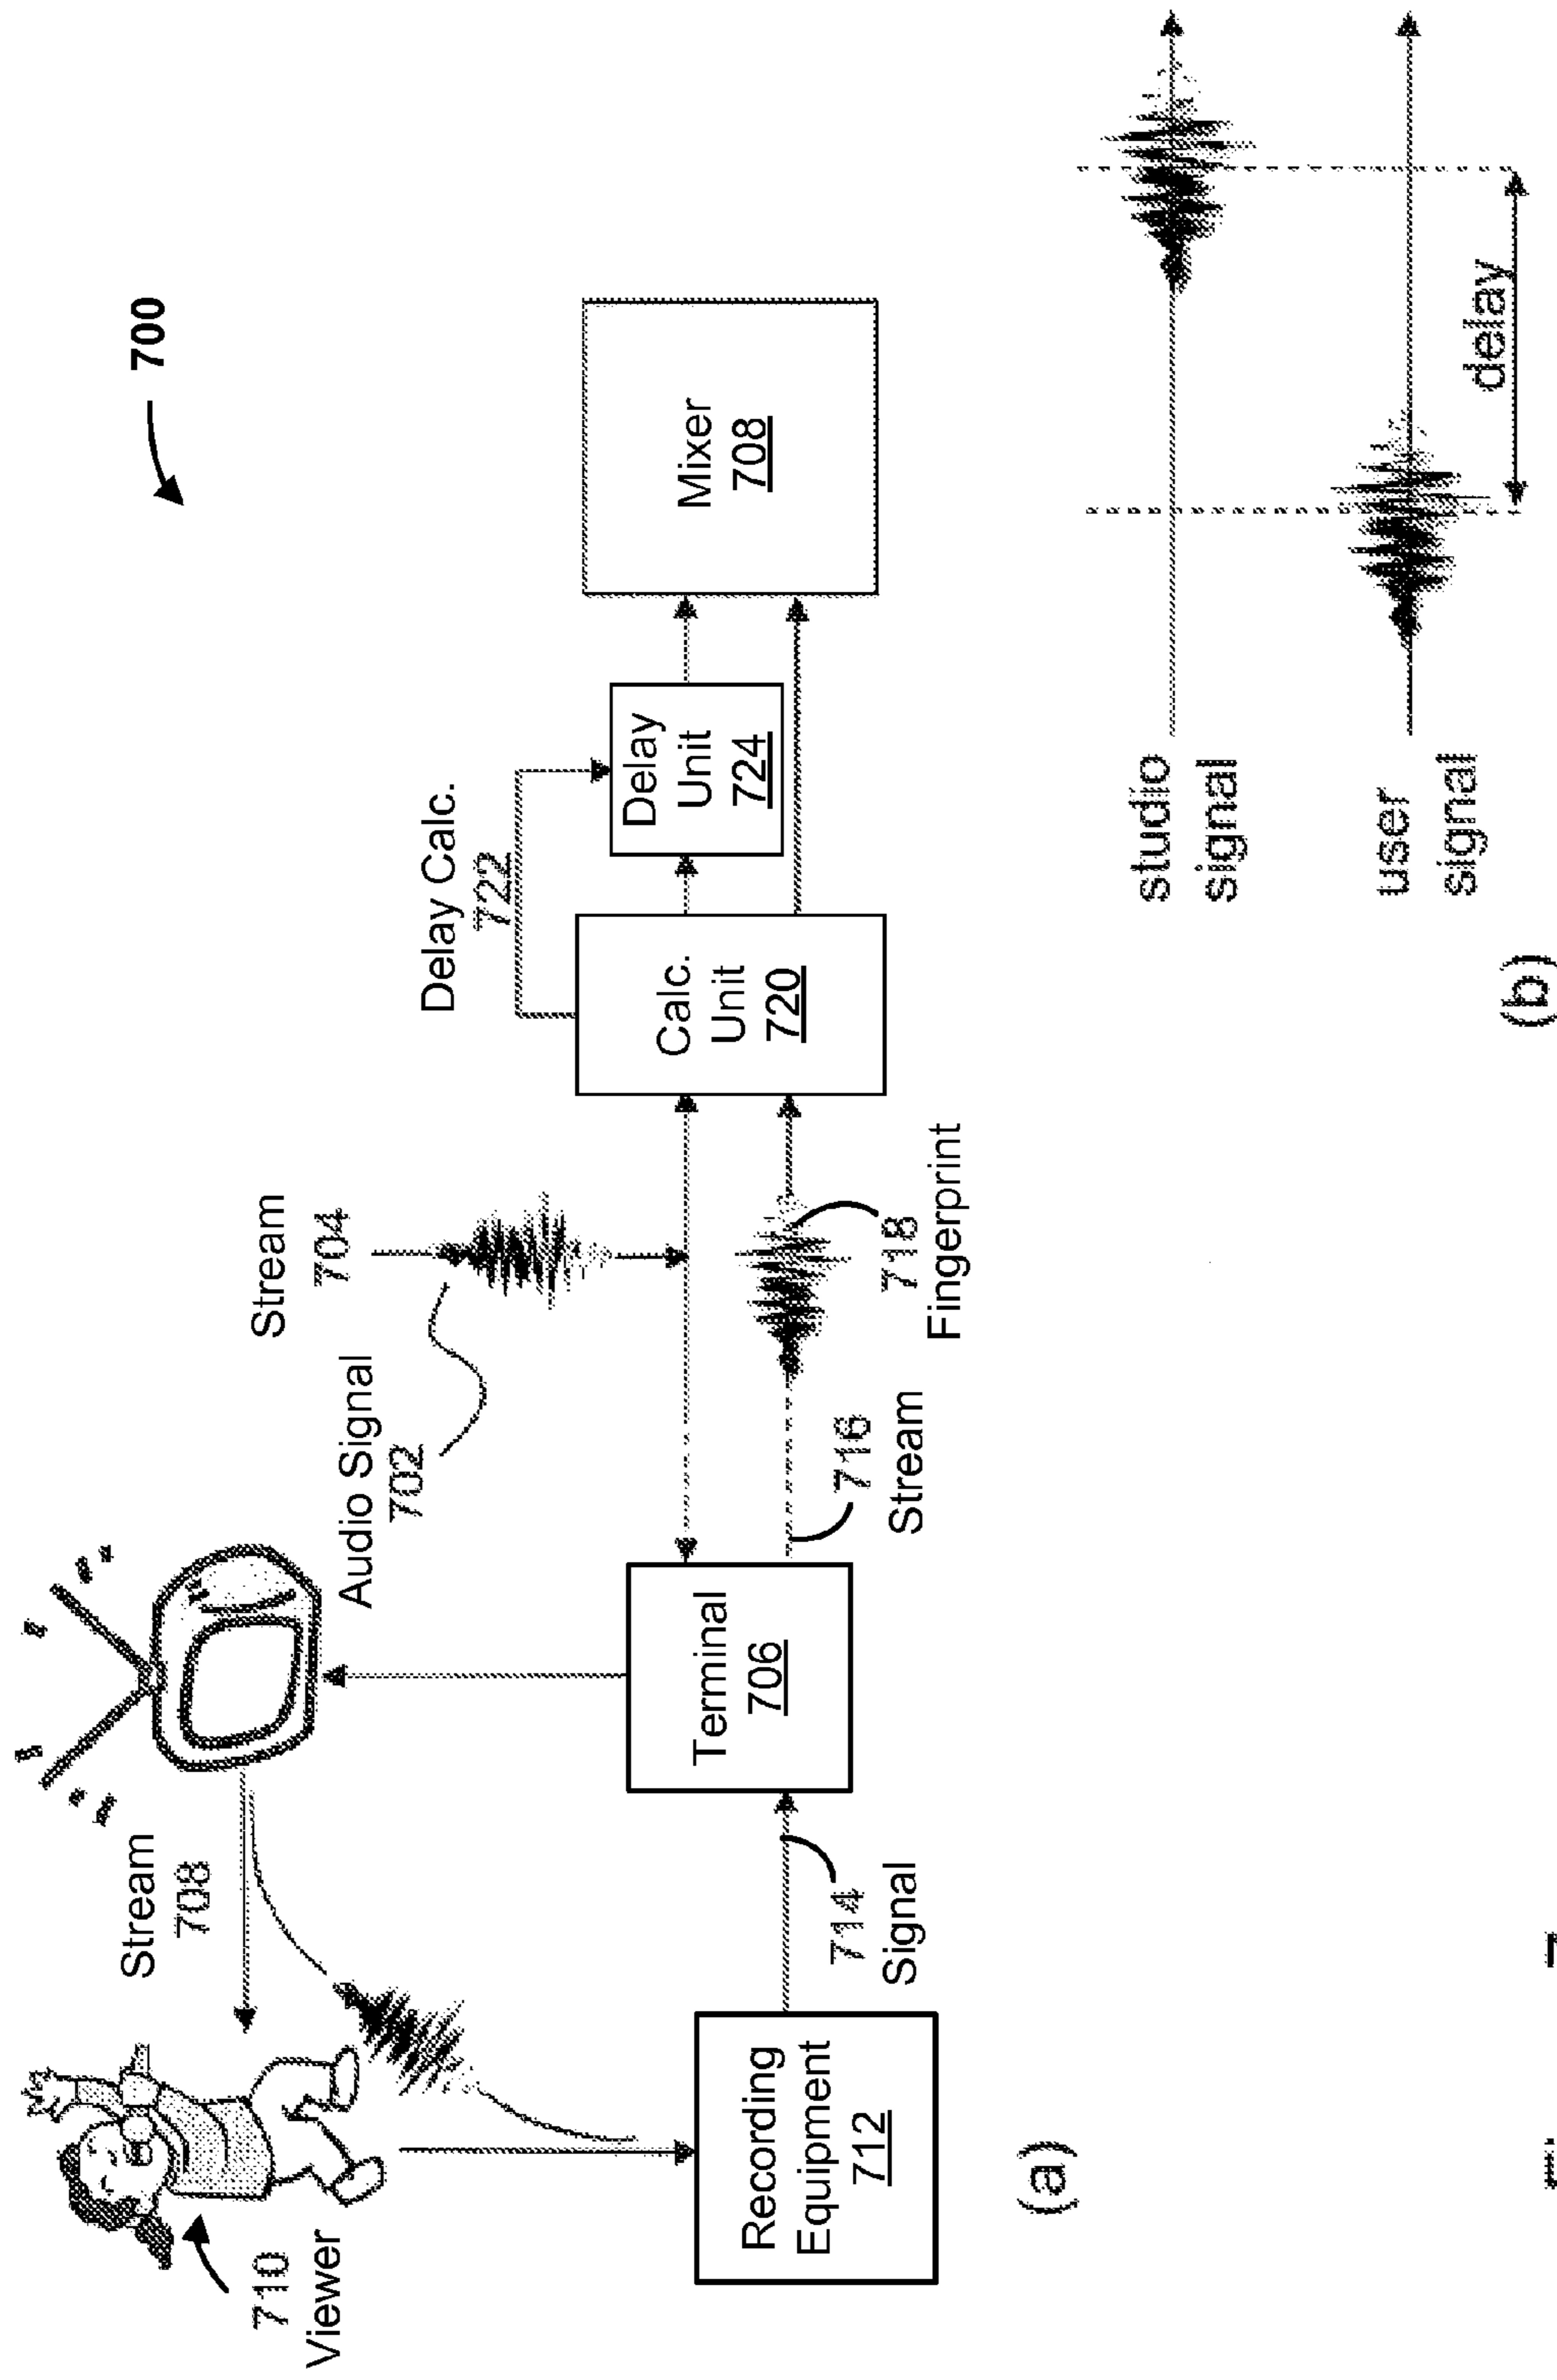 700
Stream
708
Audio Signal
702
Stream
704
Delay Calc.
722
710
Viewer
Recording
Equipment
712
714
Signal
Terminal
706
716
Stream
718
Fingerprint
Calc.
Unit
720
Delay
Unit
724
Mixer
708
(a)
studio
signal
user
signal
delay
(b)